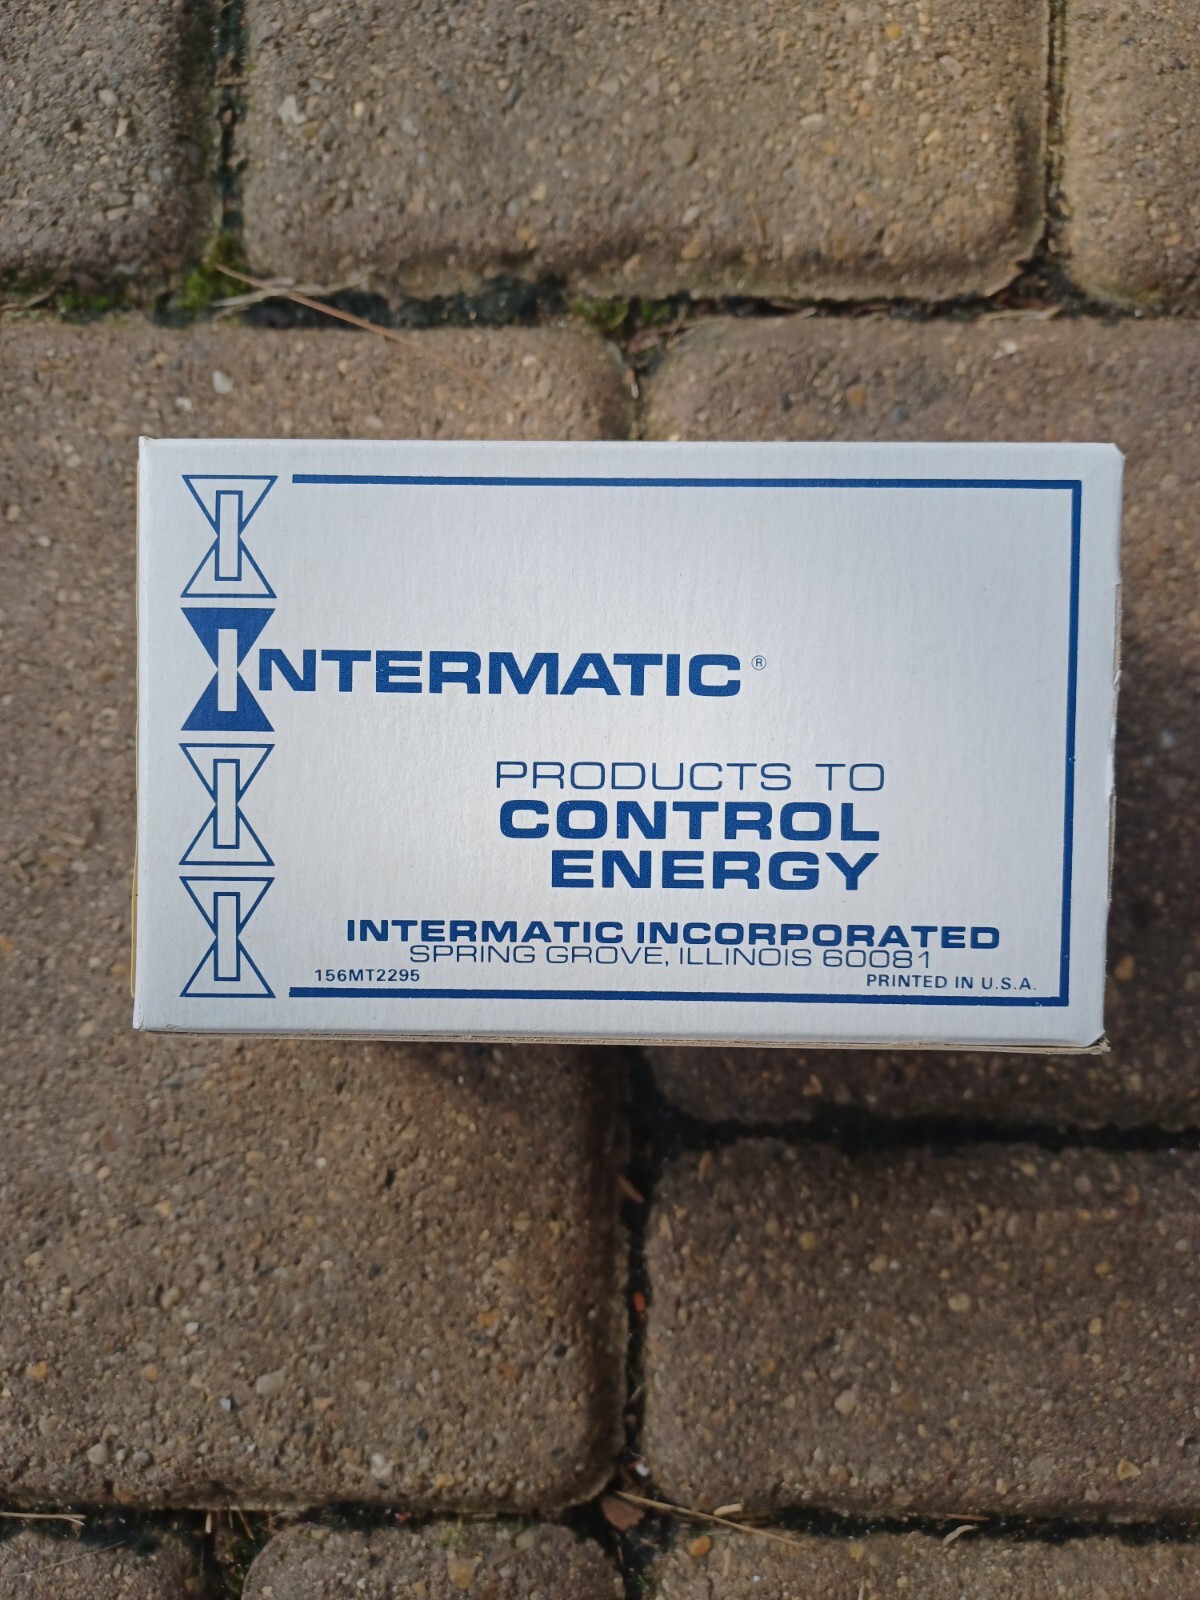 INTERMATIC®
PRODUCTS TO
CONTROL
ENERGY
INTERMATIC INCORPORATED
SPRING GROVE, ILLINOIS 60081
156MT2295 PRINTED IN U.S.A.